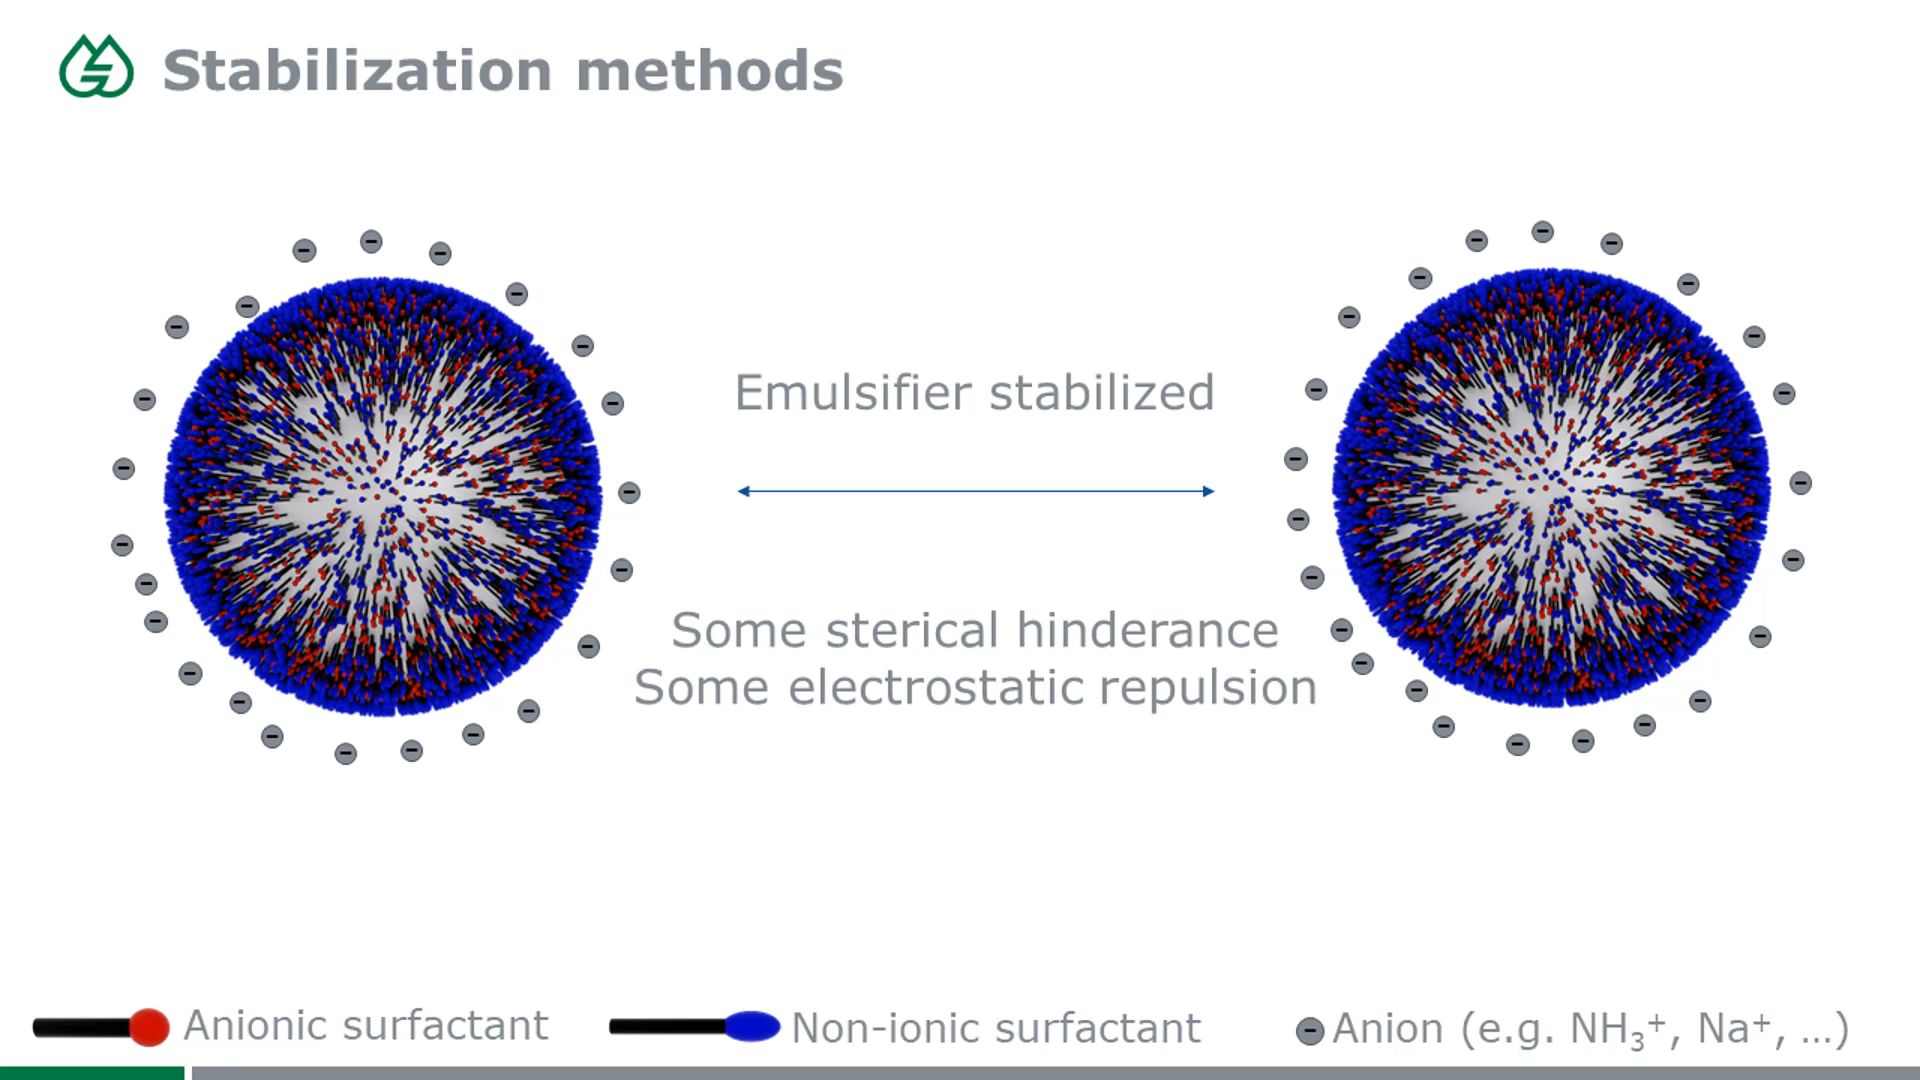 Stabilization methods
Emulsifier stabilized
Some sterical hinderance
Some electrostatic repulsion
Anionic surfactant
Non-ionic surfactant
Anion (e.g. NH₃⁺, Na⁺, ...)